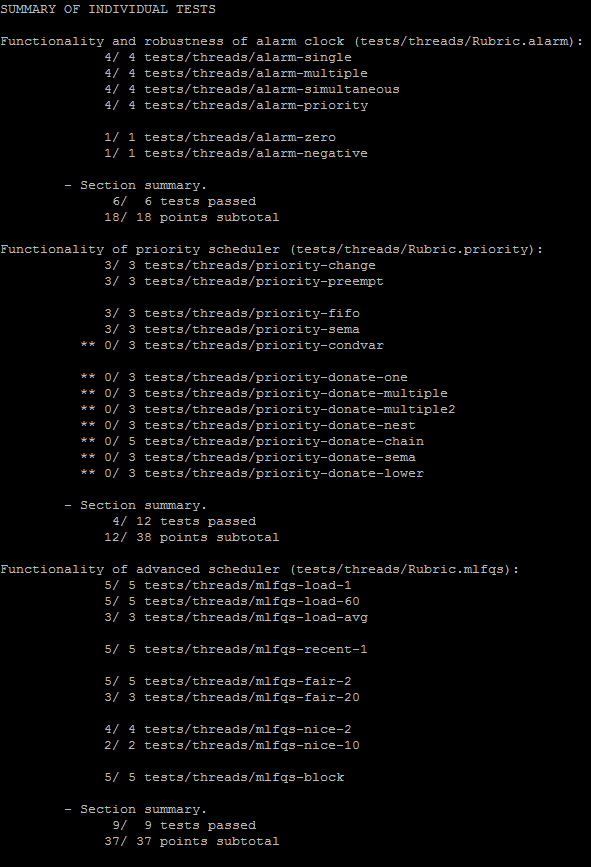 SUMMARY OF INDIVIDUAL TESTS
Functionality and robustness of alarm clock (tests/threads/Rubric.alarm):
4/ 4 tests/threads/alarm-single
4/ 4 tests/threads/alarm-multiple
4/ 4 tests/threads/alarm-simultaneous
4/ 4 tests/threads/alarm-priority
1/ 1 tests/threads/alarm-zero
1/ 1 tests/threads/alarm-negative
- Section summary.
6/ 6 tests passed
18/ 18 points subtotal
Functionality of priority scheduler (tests/threads/Rubric.priority):
3/ 3 tests/threads/priority-change
3/ 3 tests/threads/priority-preempt
3/ 3 tests/threads/priority-fifo
3/ 3 tests/threads/priority-sema
** 0/ 3 tests/threads/priority-condvar
** 0/ 3 tests/threads/priority-donate-one
** 0/ 3 tests/threads/priority-donate-multiple
** 0/ 3 tests/threads/priority-donate-multiple2
** 0/ 3 tests/threads/priority-donate-nest
** 0/ 5 tests/threads/priority-donate-chain
** 0/ 3 tests/threads/priority-donate-sema
** 0/ 3 tests/threads/priority-donate-lower
- Section summary.
4/ 12 tests passed
12/ 38 points subtotal
Functionality of advanced scheduler (tests/threads/Rubric.mlfqs):
5/ 5 tests/threads/mlfqs-load-1
5/ 5 tests/threads/mlfqs-load-60
3/ 3 tests/threads/mlfqs-load-avg
5/ 5 tests/threads/mlfqs-recent-1
5/ 5 tests/threads/mlfqs-fair-2
3/ 3 tests/threads/mlfqs-fair-20
4/ 4 tests/threads/mlfqs-nice-2
2/ 2 tests/threads/mlfqs-nice-10
5/ 5 tests/threads/mlfqs-block
- Section summary.
9/ 9 tests passed
37/ 37 points subtotal